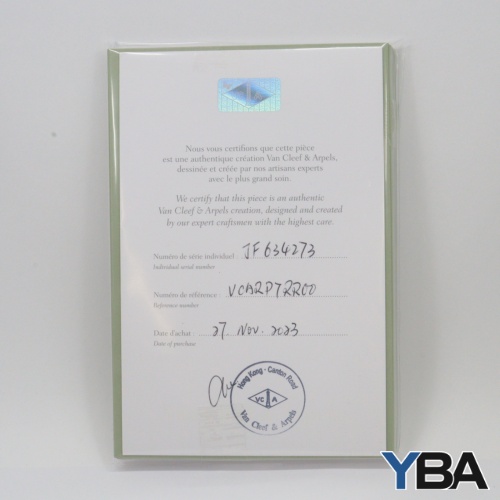 Nous vous certifions que cette pièce
est une authentique création Van Cleef & Arpels,
dessinée et créée par nos artisans experts
avec le plus grand soin.
We certify that this piece is an authentic
Van Cleef & Arpels creation, designed and created
by our expert craftsmen with the highest care.
Numéro de série individuel : JF634273
Individual serial number
Numéro de référence : VCARP7RR00
Reference number
Date d'achat : 27 Nov. 2023
Date of purchase
Hong Kong - Canton Road
VC A
Van Cleef & Arpels
YBA